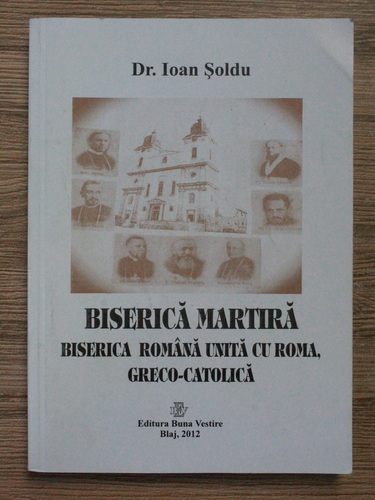 Dr. Ioan Şoldu
BISERICĂ MARTIRĂ
BISERICA ROMÂNĂ UNITĂ CU ROMA,
GRECO-CATOLICĂ
Editura Buna Vestire
Blaj, 2012